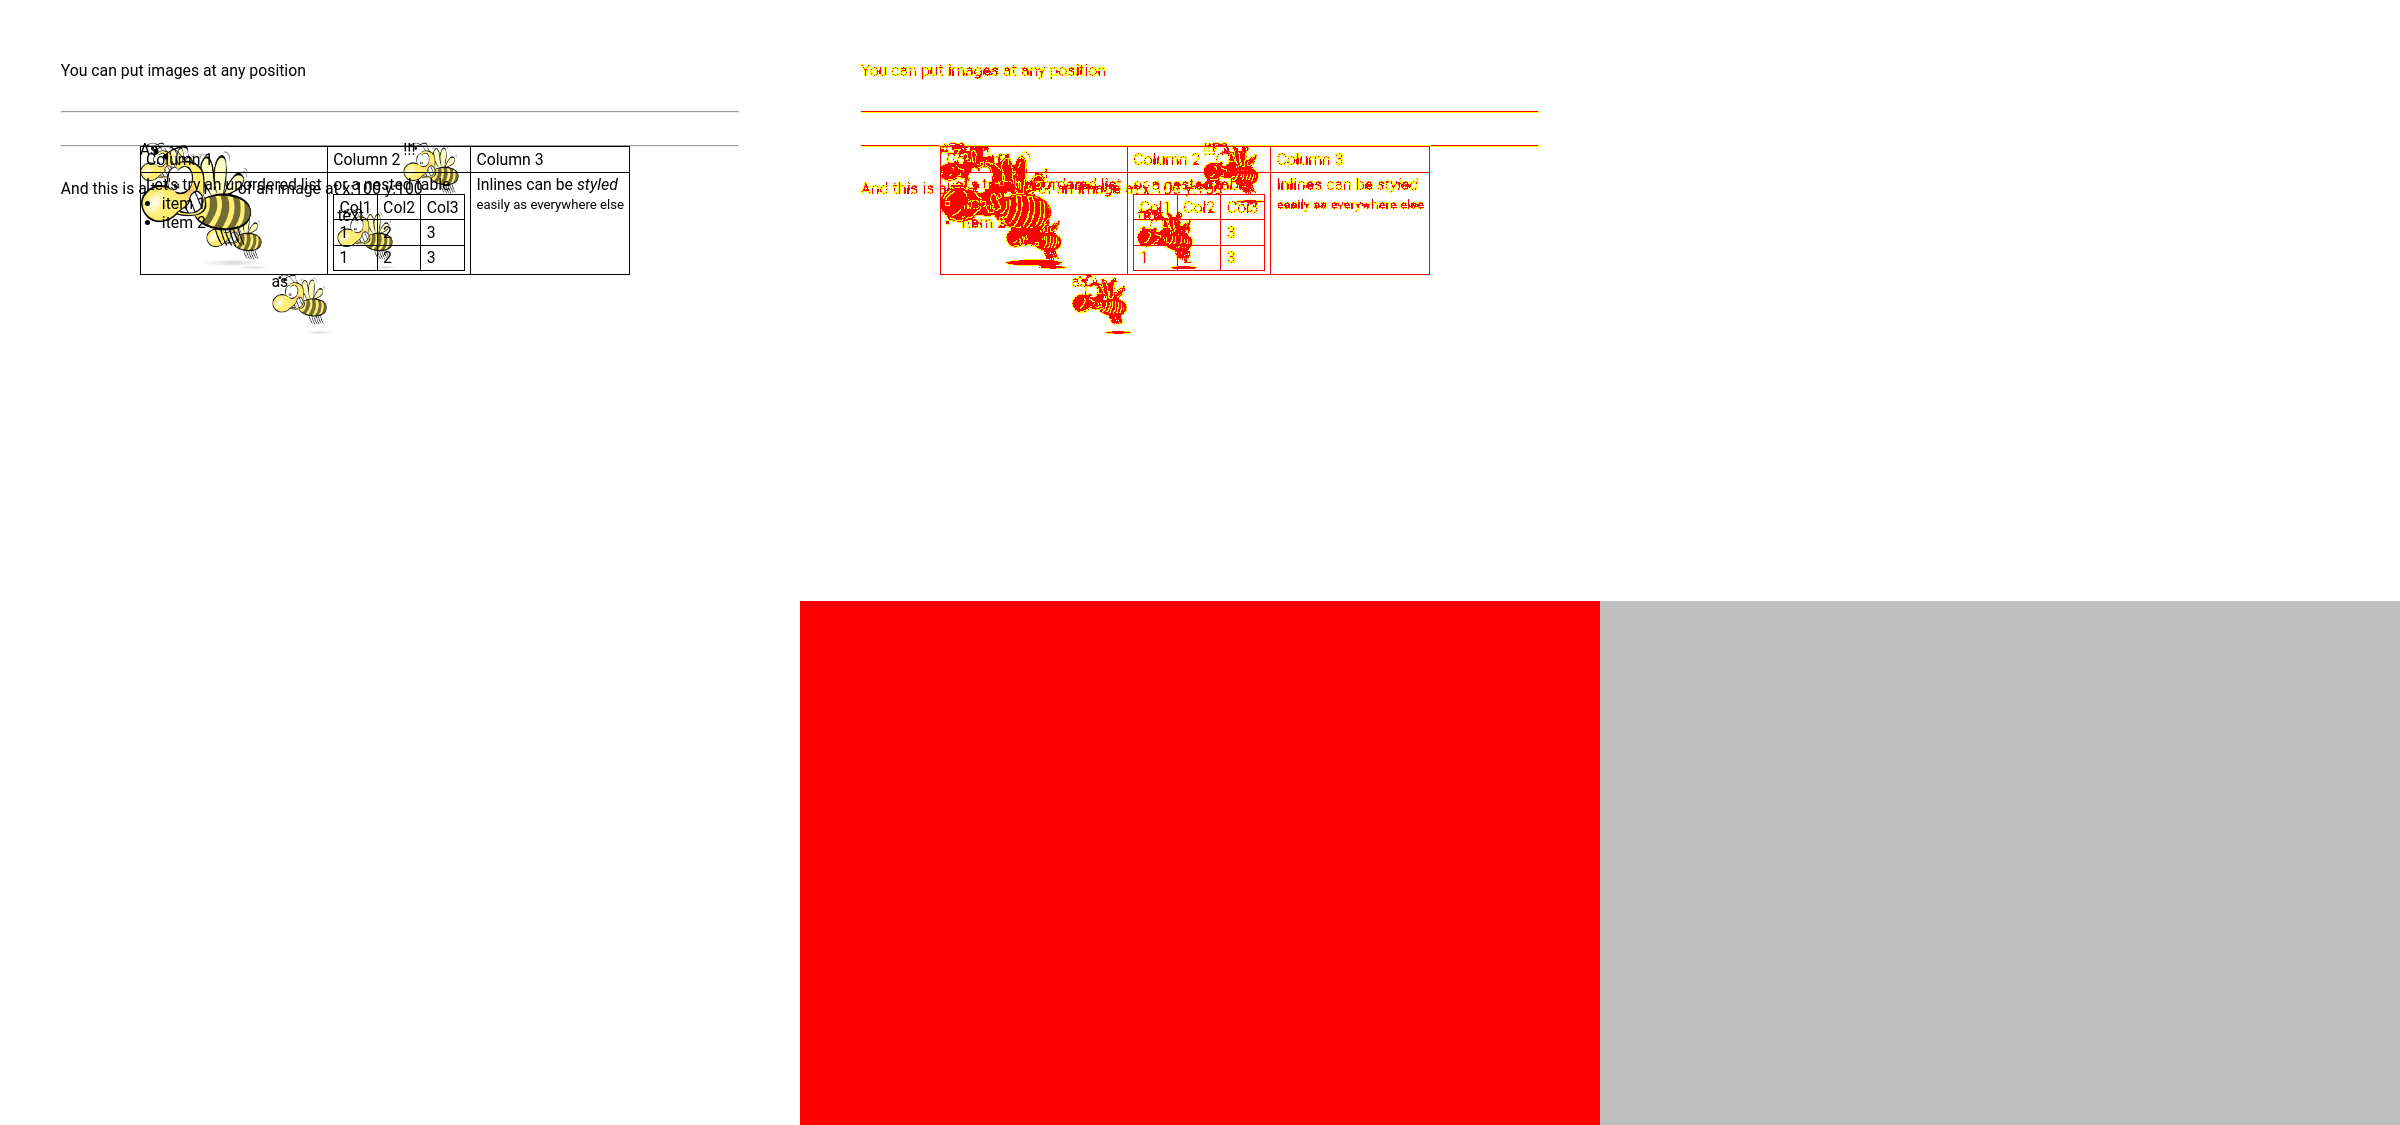 You can put images at any position
You can put images at any position
As
!!!
Column 1
Column 2
Column 3
Column 2
Column 3
Let's try an unordered list
or a nested table
Inlines can be styled
Inlines can be styled
And this is a
of an image at x:100 y:100
And this is
item
item 2
Col1
Col2
Col3
Col1
Col2
Col3
easily as everywhere else
easily as everywhere else
text
1
2
3
3
1
2
3
1
3
as
as